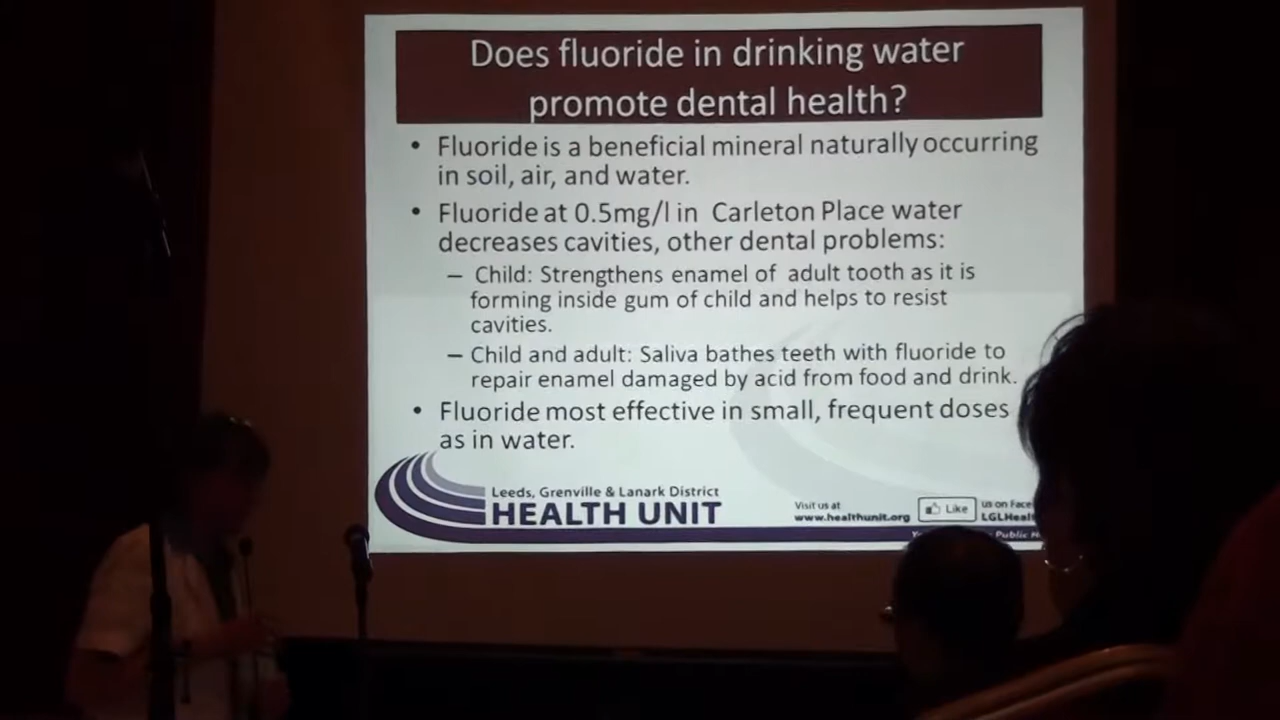 Does fluoride in drinking water
promote dental health?
• Fluoride is a beneficial mineral naturally occurring
in soil, air, and water.
• Fluoride at 0.5mg/l in Carleton Place water
decreases cavities, other dental problems:
– Child: Strengthens enamel of adult tooth as it is
forming inside gum of child and helps to resist
cavities.
– Child and adult: Saliva bathes teeth with fluoride to
repair enamel damaged by acid from food and drink.
• Fluoride most effective in small, frequent doses
as in water.
Leeds, Grenville & Lanark District
HEALTH UNIT
Visit us at
www.healthunit.org
Like
us on
Public